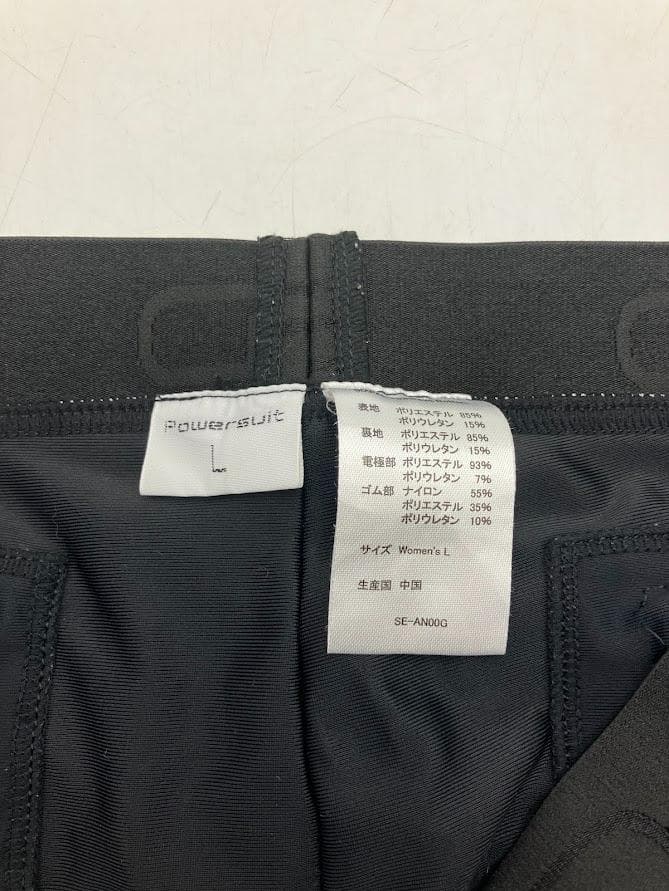 Powersuit
L
表地 ポリエステル 85%
ポリウレタン 15%
裏地 ポリエステル 85%
ポリウレタン 15%
電極部 ポリエステル 93%
ポリウレタン 7%
ゴム部 ナイロン 55%
ポリエステル 35%
ポリウレタン 10%
サイズ Women's L
生産国 中国
SE-AN00G